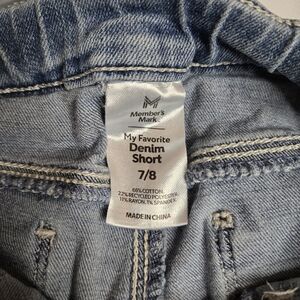 Member's
Mark
My Favorite
Denim
Short
7/8
66% COTTON,
22% RECYCLED POLYESTER,
11% RAYON, 1% SPANDEX
MADE IN CHINA